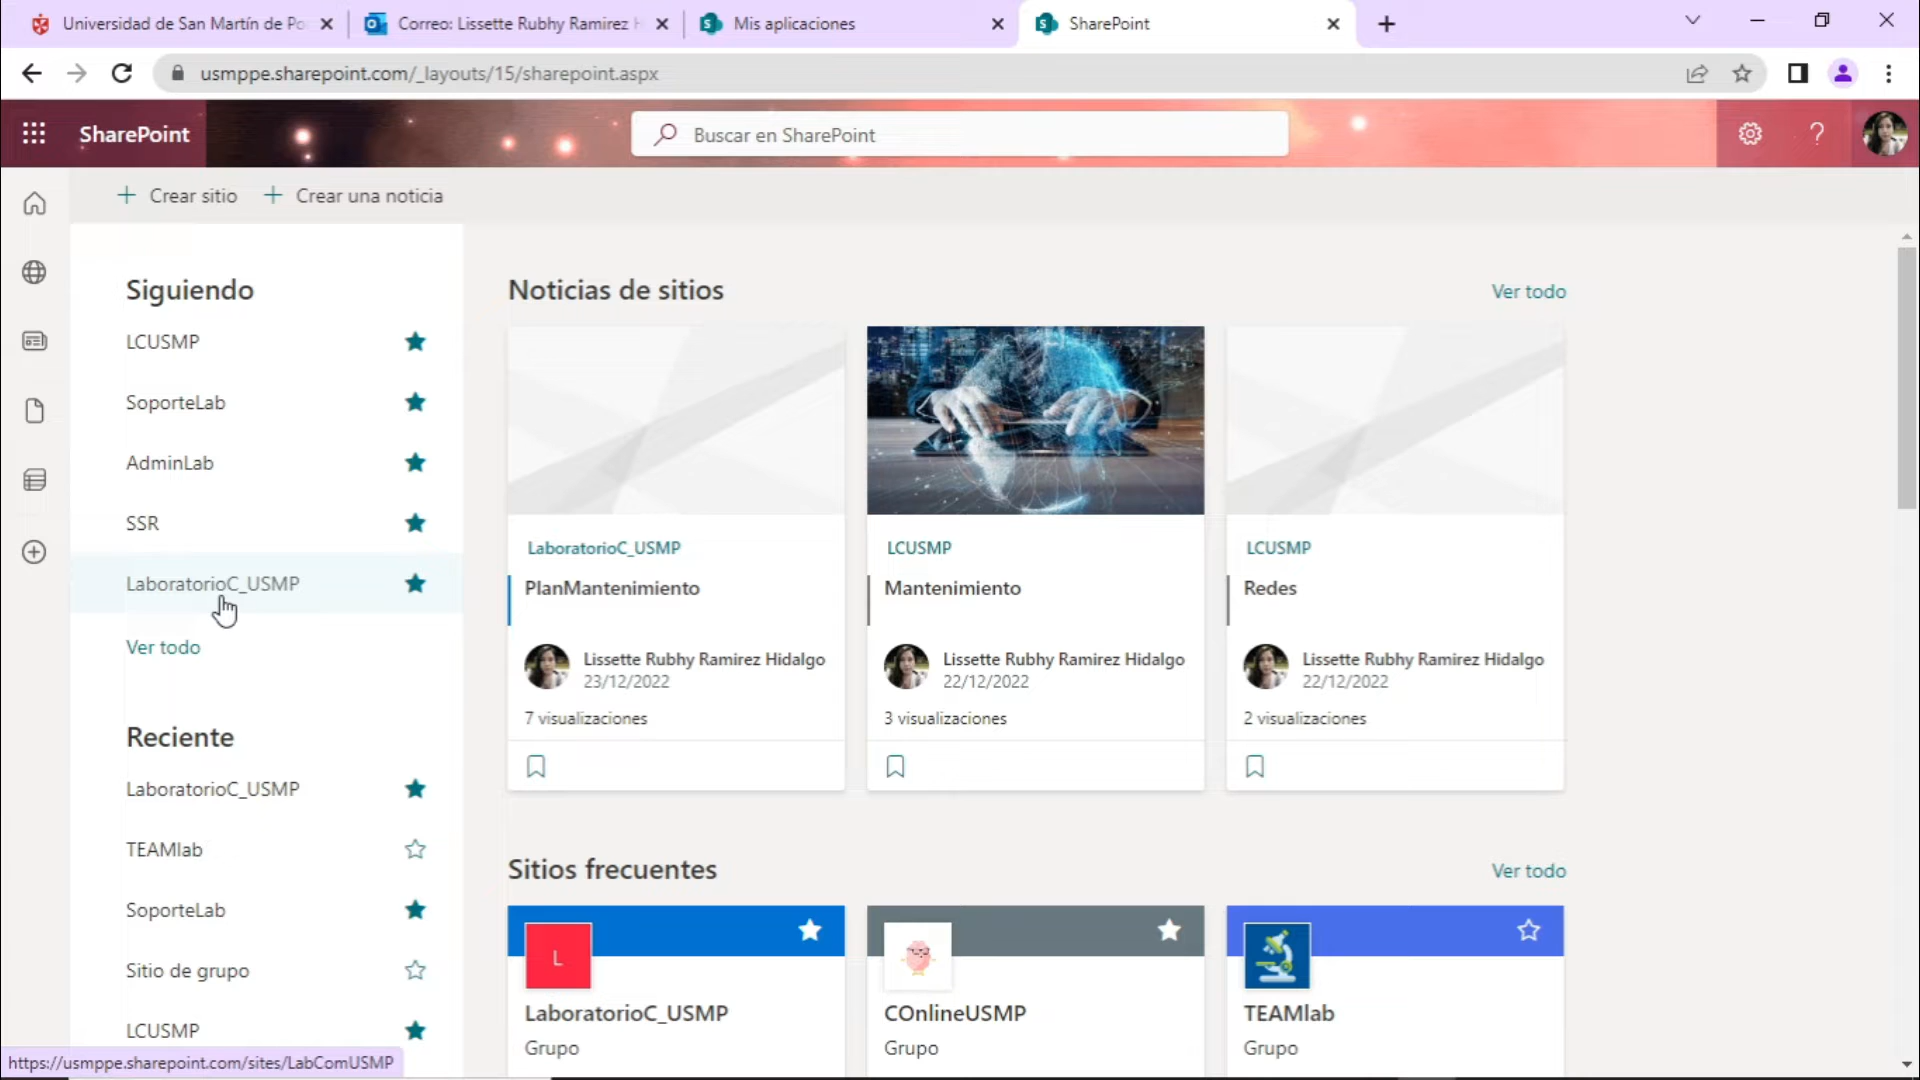 Universidad de San Martín de Po
Correo: Lissette Rubhy Ramirez H
Mis aplicaciones
SharePoint
usmppe.sharepoint.com/_layouts/15/sharepoint.aspx
SharePoint
Buscar en SharePoint
Crear sitio
Crear una noticia
Siguiendo
LCUSMP
SoporteLab
AdminLab
SSR
LaboratorioC_USMP
Ver todo
Reciente
LaboratorioC_USMP
TEAMlab
SoporteLab
Sitio de grupo
LCUSMP
Noticias de sitios
Ver todo
LaboratorioC_USMP
PlanMantenimiento
Lissette Rubhy Ramirez Hidalgo
23/12/2022
7 visualizaciones
LCUSMP
Mantenimiento
Lissette Rubhy Ramirez Hidalgo
22/12/2022
3 visualizaciones
LCUSMP
Redes
Lissette Rubhy Ramirez Hidalgo
22/12/2022
2 visualizaciones
Sitios frecuentes
Ver todo
L
LaboratorioC_USMP
Grupo
COnlineUSMP
Grupo
TEAMlab
Grupo
https://usmppe.sharepoint.com/sites/LabComUSMP